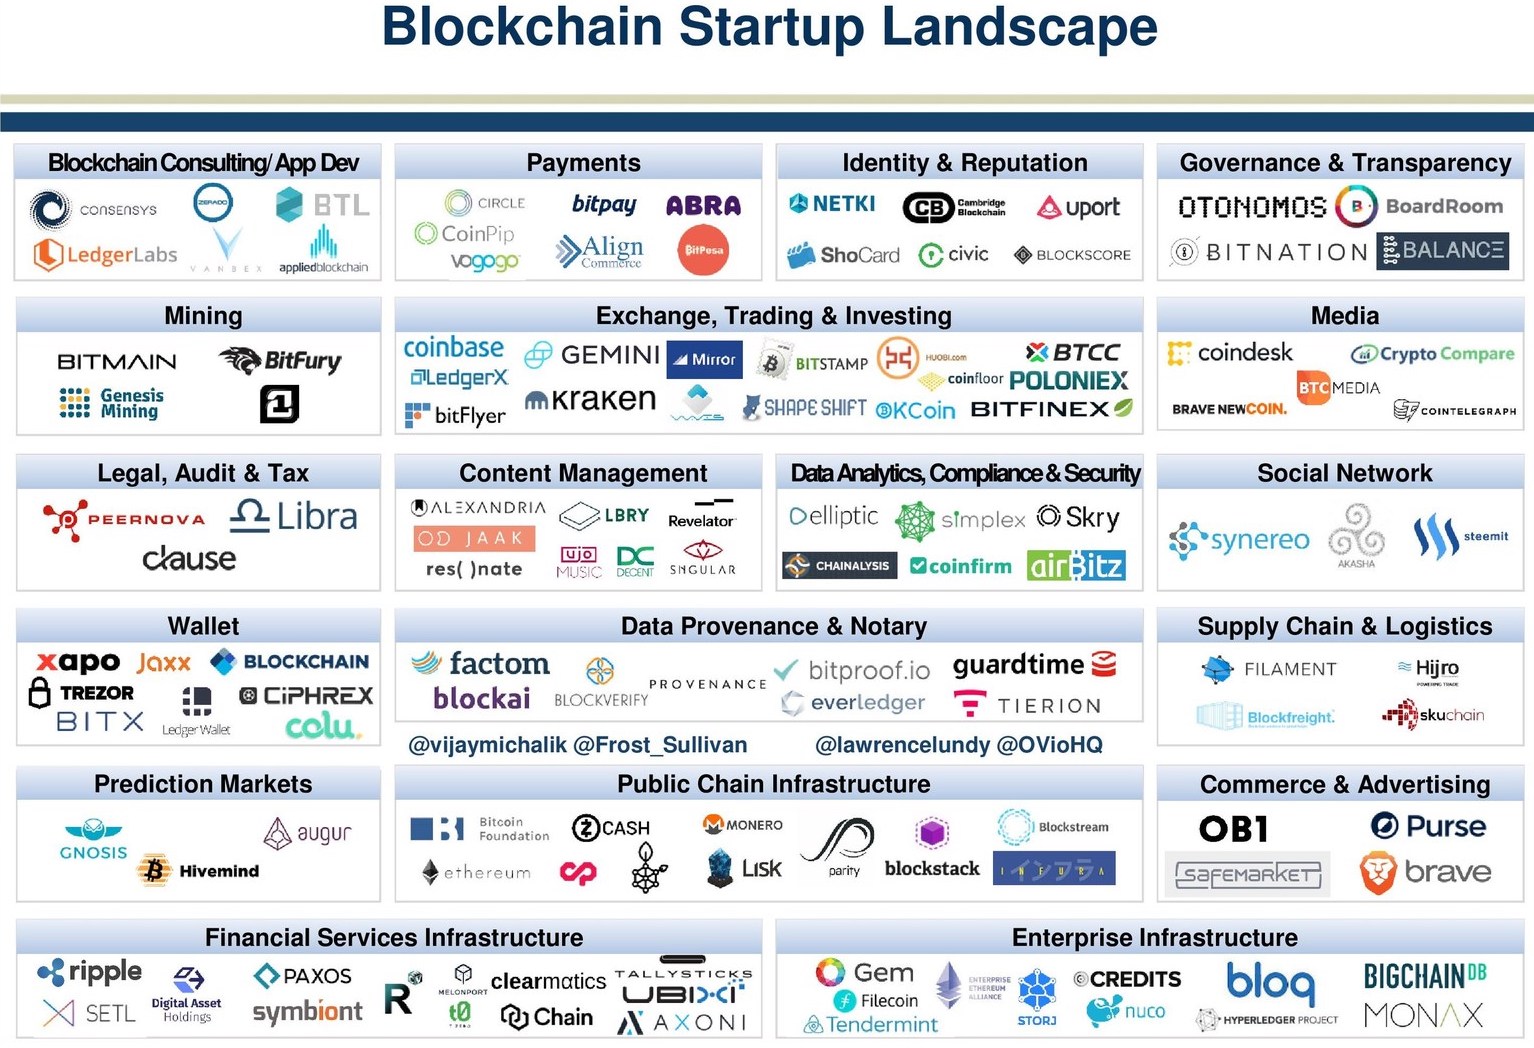 Blockchain Startup Landscape
Blockchain Consulting/ App Dev
CONSENSYS
ZERADO
BTL
LedgerLabs
VANBEX
appliedblockchain
Payments
CIRCLE
bitpay
ABRA
CoinPip
Align
Commerce
BitPesa
vogogo
Identity & Reputation
NETKI
CB
Cambridge
Blockchain
uport
ShoCard
civic
BLOCKSCORE
Governance & Transparency
OTONOMOS
B
BoardRoom
BITNATION
BALANCE
Mining
BITMAIN
BitFury
Genesis
Mining
21
Exchange, Trading & Investing
coinbase
GEMINI
Mirror
BITSTAMP
HUOBI.com
BTCC
LedgerX
coinfloor
POLONIEX
bitFlyer
kraken
SHAPESHIFT
OKCoin
BITFINEX
Media
coindesk
CryptoCompare
BTC MEDIA
BRAVE NEWCOIN.
COINTELEGRAPH
Legal, Audit & Tax
PEERNOVA
Libra
clause
Content Management
ALEXANDRIA
LBRY
Revelator
OD JAAK
ujo
MUSIC
DC
DECENT
SNGULAR
res( )nate
Data Analytics, Compliance & Security
elliptic
simplex
Skry
CHAINALYSIS
coinfirm
airBitz
Social Network
synereo
AKASHA
steemit
Wallet
xapo
Jaxx
BLOCKCHAIN
TREZOR
CiPHREX
BITX
Ledger Wallet
colu.
Data Provenance & Notary
factom
BLOCKVERIFY
PROVENANCE
bitproof.io
guardtime
blockai
everledger
TIERION
Supply Chain & Logistics
FILAMENT
Hijro
POWERING TRADE
Blockfreight.
skuchain
@vijaymichalik @Frost_Sullivan
@lawrencelundy @OVioHQ
Prediction Markets
GNOSIS
augur
Hivemind
Public Chain Infrastructure
Bitcoin
Foundation
ZCASH
MONERO
parity
blockstack
Blockstream
ethereum
LISK
インフラ
INFURA
Commerce & Advertising
OB1
Purse
SAFEMARKET
brave
Financial Services Infrastructure
ripple
Digital Asset
Holdings
PAXOS
R3
MELONPORT
clearmatics
TALLYSTICKS
SETL
symbiont
t0
Chain
UBIXI
AXONI
Enterprise Infrastructure
Gem
ENTERPRISE
ETHEREUM
ALLIANCE
STORJ
CREDITS
bloq
BIGCHAINDB
Filecoin
Tendermint
nuco
HYPERLEDGER PROJECT
MONAX